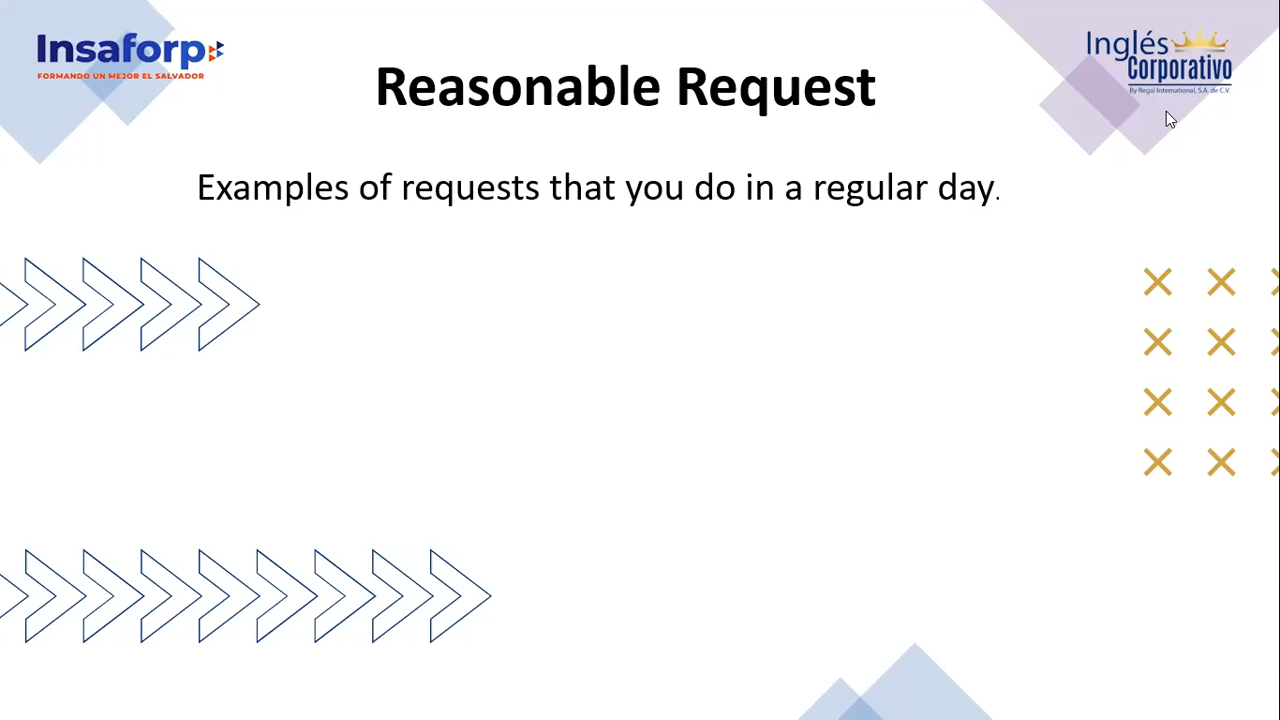 Insaforp
FORMANDO UN MEJOR EL SALVADOR
Inglés
Corporativo
By Regal International, S.A. de C.V.
Reasonable Request
Examples of requests that you do in a regular day.